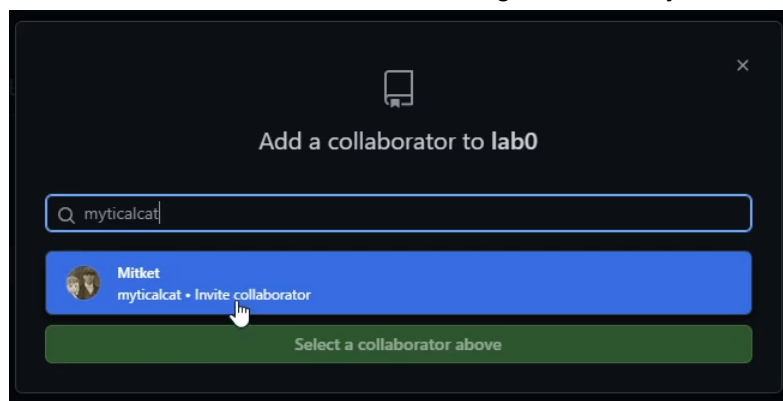 Add a collaborator to lab0
myticalcat
Mitket
myticalcat • Invite collaborator
Select a collaborator above